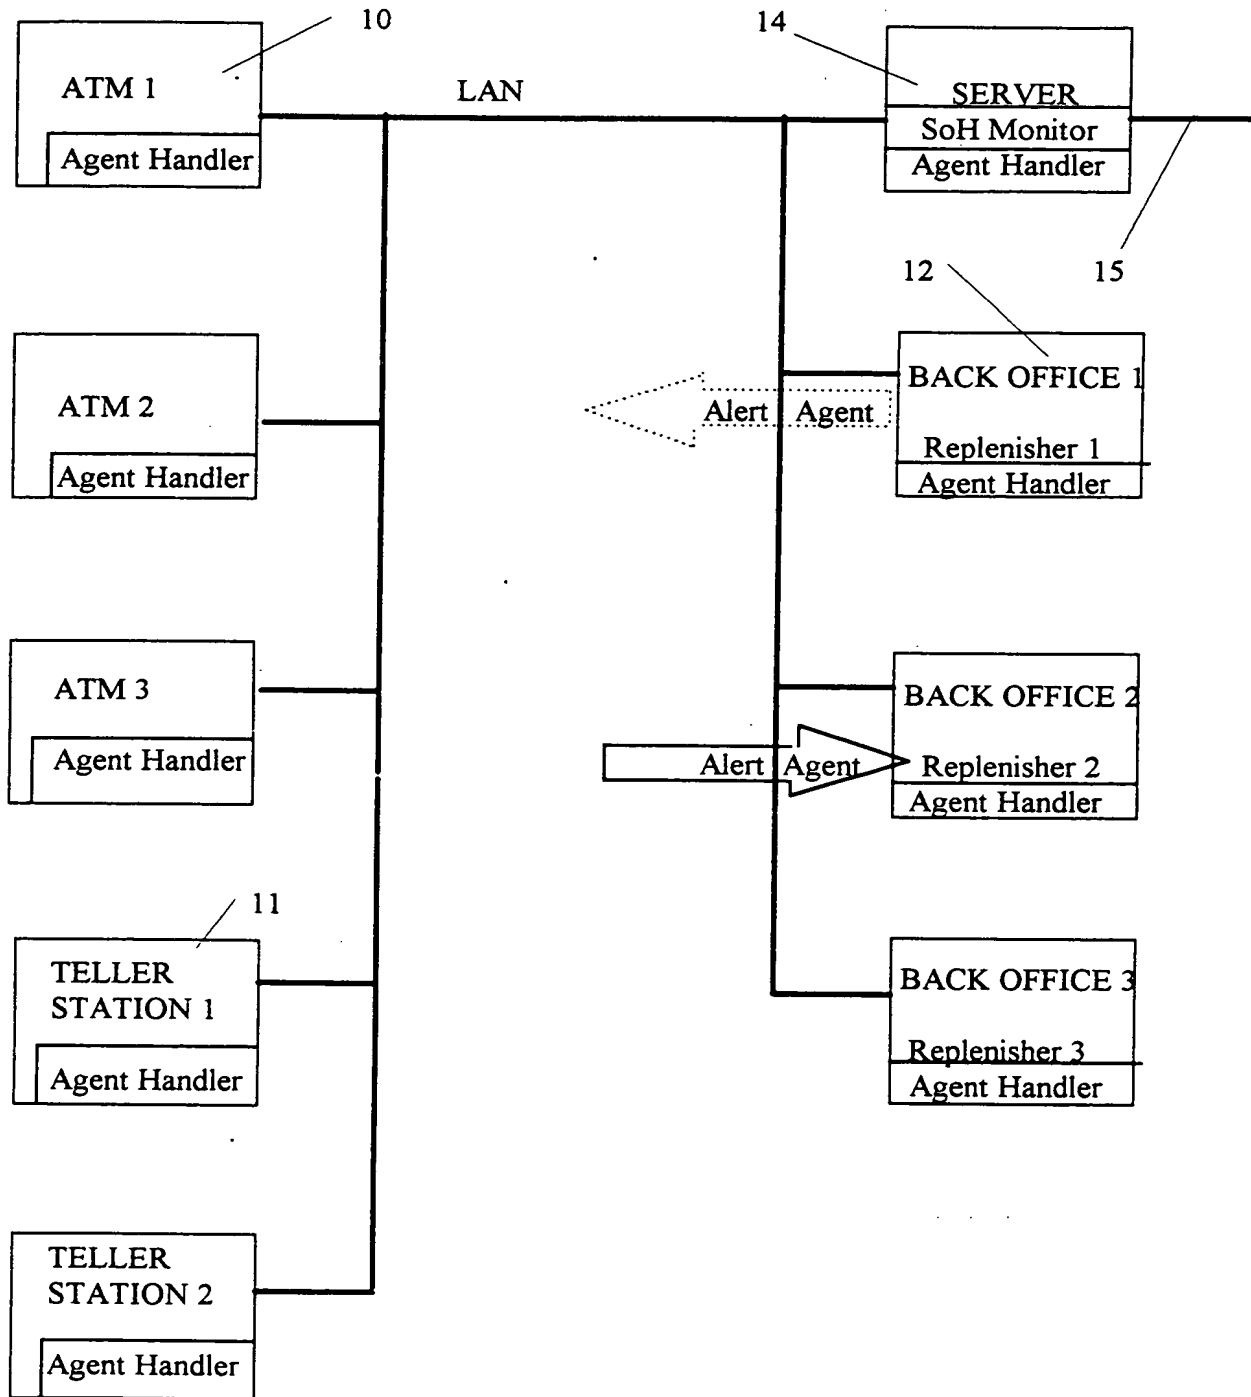 10
14
ATM 1
Agent Handler
LAN
SERVER
SoH Monitor
Agent Handler
15
12
ATM 2
Agent Handler
BACK OFFICE 1
Replenisher 1
Agent Handler
Alert Agent
ATM 3
Agent Handler
BACK OFFICE 2
Replenisher 2
Agent Handler
Alert Agent
11
TELLER
STATION 1
Agent Handler
BACK OFFICE 3
Replenisher 3
Agent Handler
TELLER
STATION 2
Agent Handler